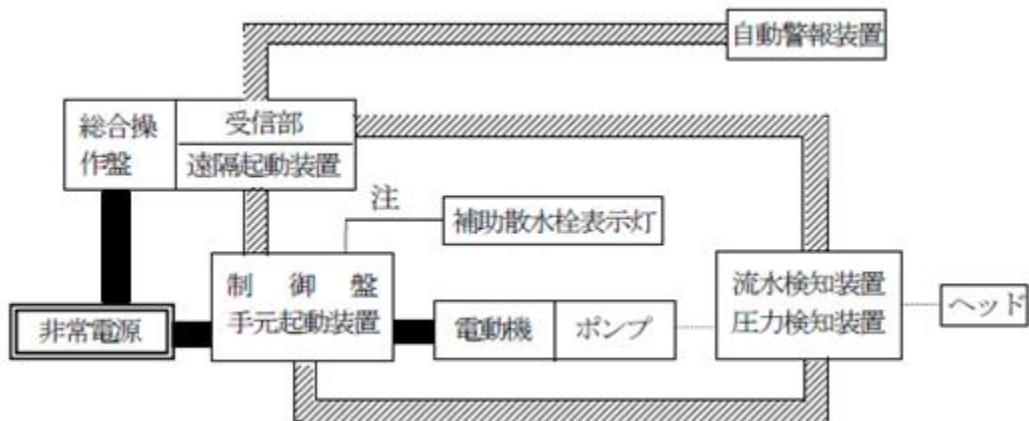 自動警報装置
総合操
作盤
受信部
遠隔起動装置
注
補助散水栓表示灯
制御盤
手元起動装置
流水検知装置
圧力検知装置
ヘッド
非常電源
電動機
ポンプ